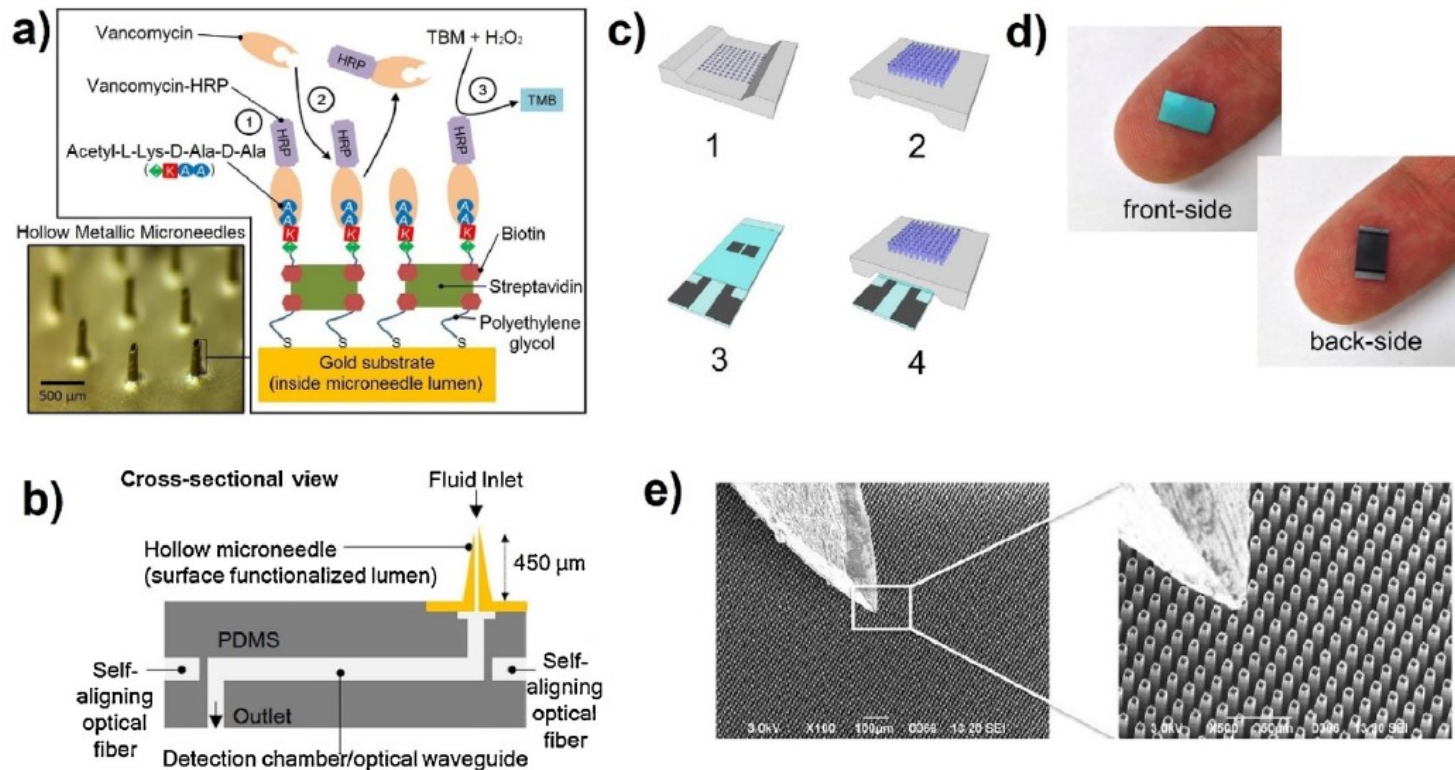 a)
Vancomycin
Vancomycin-HRP
Acetyl-L-Lys-D-Ala-D-Ala
(KAA)
1
2
3
HRP
TBM + H₂O₂
TMB
HRP
HRP
HRP
A
A
K
A
A
K
A
A
K
A
A
K
Hollow Metallic Microneedles
500 µm
Biotin
Streptavidin
Polyethylene
glycol
S
S
S
S
Gold substrate
(inside microneedle lumen)
b)
Cross-sectional view
Fluid Inlet
Hollow microneedle
(surface functionalized lumen)
450 µm
PDMS
Self-
aligning
optical
fiber
Self-
aligning
optical
fiber
Outlet
Detection chamber/optical waveguide
c)
1
2
3
4
d)
front-side
back-side
e)
3.0kV X100 100µm 13 20 SEI
3.0kV X500 50µm 13 20 SEI